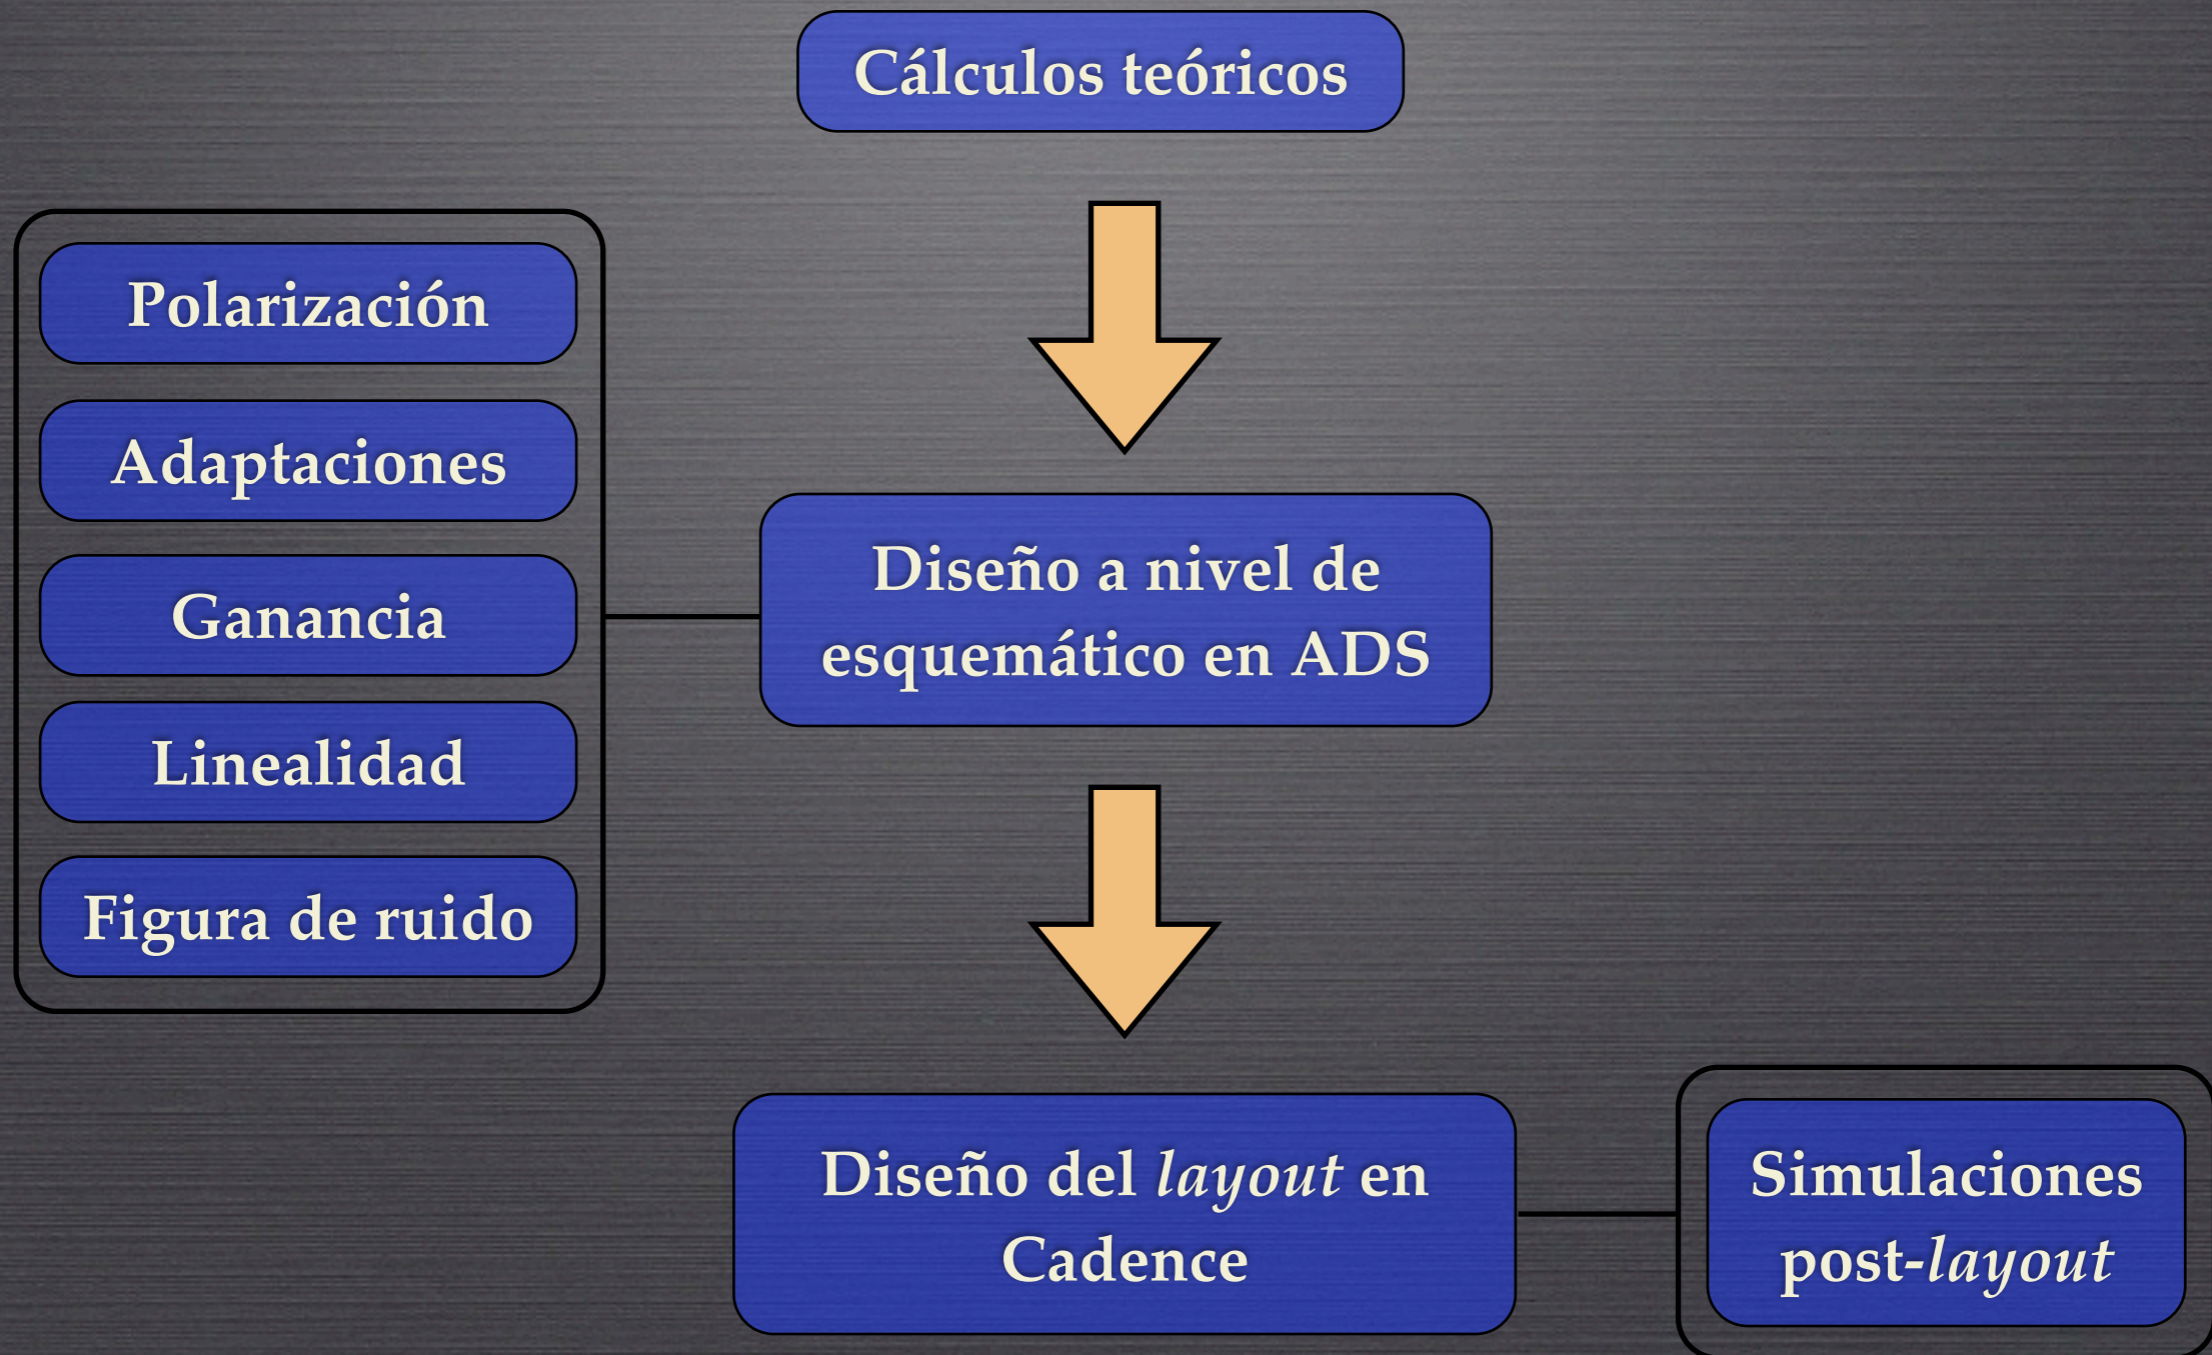 Cálculos teóricos
Polarización
Adaptaciones
Ganancia
Linealidad
Figura de ruido
Diseño a nivel de
esquemático en ADS
Diseño del layout en
Cadence
Simulaciones
post-layout